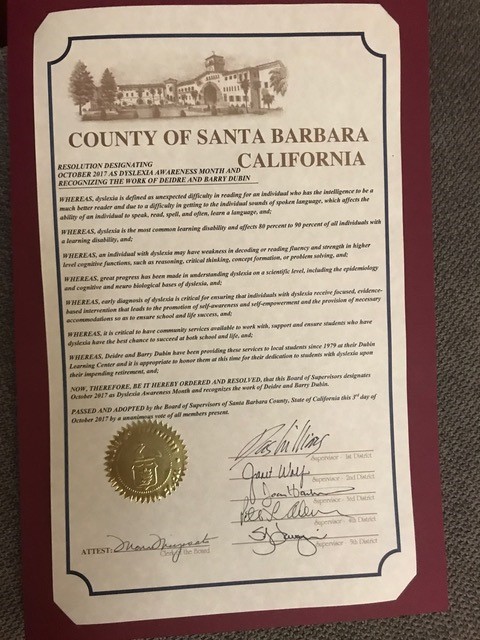 COUNTY OF SANTA BARBARA
CALIFORNIA
RESOLUTION DESIGNATING
OCTOBER 2017 AS DYSLEXIA AWARENESS MONTH AND
RECOGNIZING THE WORK OF DEIDRE AND BARRY DUBIN
WHEREAS, dyslexia is defined as unexpected difficulty in reading for an individual who has the intelligence to be a
much better reader and due to a difficulty in getting to the individual sounds of spoken language, which affects the
ability of an individual to speak, read, spell, and often, learn a language, and;
WHEREAS, dyslexia is the most common learning disability and affects 80 percent to 90 percent of all individuals with
a learning disability, and;
WHEREAS, an individual with dyslexia may have weakness in decoding or reading fluency and strength in higher
level cognitive functions, such as reasoning, critical thinking, concept formation, or problem solving, and;
WHEREAS, great progress has been made in understanding dyslexia on a scientific level, including the epidemiology
and cognitive and neuro biological bases of dyslexia, and;
WHEREAS, early diagnosis of dyslexia is critical for ensuring that individuals with dyslexia receive focused, evidence-
based intervention that leads to the promotion of self-awareness and self-empowerment and the provision of necessary
accommodations so as to ensure school and life success, and;
WHEREAS, it is critical to have community services available to work with, support and ensure students who have
dyslexia have the best chance to succeed at both school and life, and;
WHEREAS, Deidre and Barry Dubin have been providing these services to local students since 1979 at their Dubin
Learning Center and it is appropriate to honor them at this time for their dedication to students with dyslexia upon
their impending retirement, and;
NOW, THEREFORE, BE IT HEREBY ORDERED AND RESOLVED, that this Board of Supervisors designates
October 2017 as Dyslexia Awareness Month and recognizes the work of Deidre and Barry Dubin.
PASSED AND ADOPTED by the Board of Supervisors of Santa Barbara County, State of California this 3rd day of
October 2017 by a unanimous vote of all members present.
Supervisor - 1st District
Janet Wolf
Supervisor - 2nd District
Supervisor - 3rd District
Supervisor - 4th District
Supervisor - 5th District
ATTEST:
Clerk of the Board